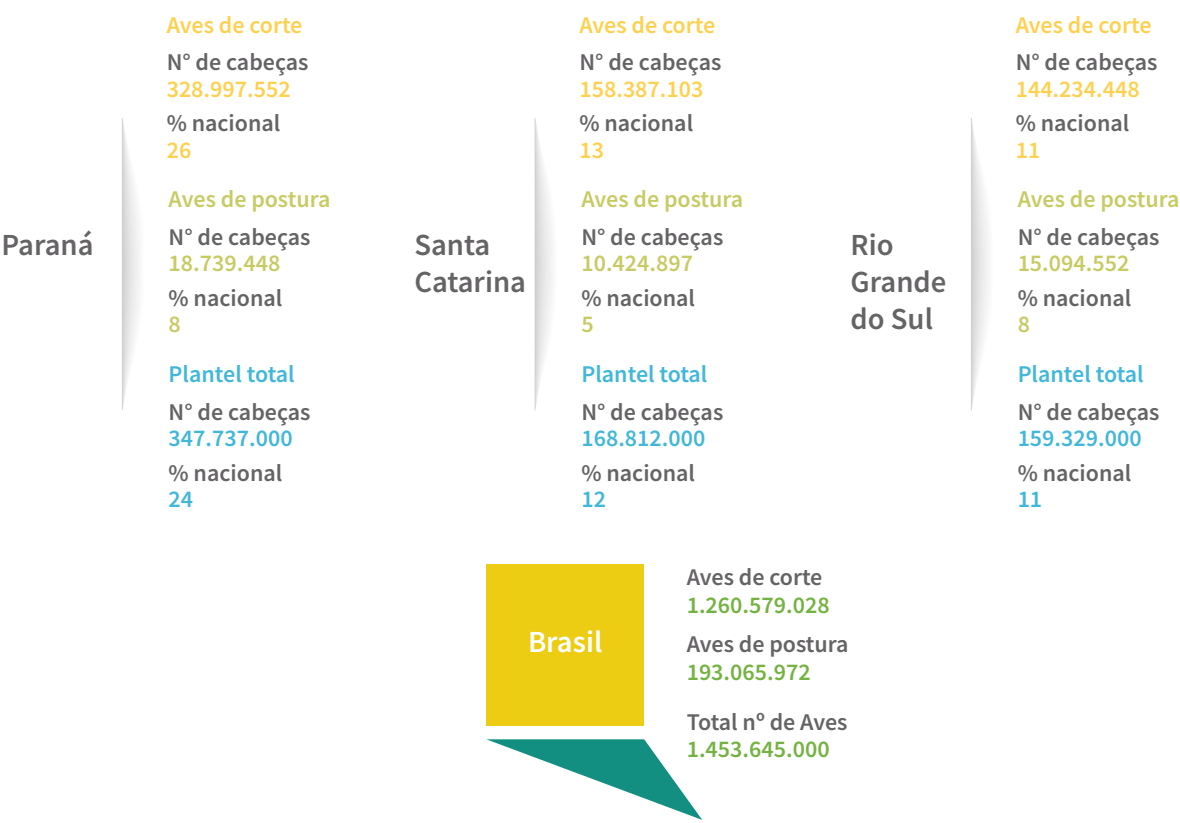 Paraná
Aves de corte
N° de cabeças
328.997.552
% nacional
26
Aves de postura
N° de cabeças
18.739.448
% nacional
8
Plantel total
N° de cabeças
347.737.000
% nacional
24
Santa
Catarina
Aves de corte
N° de cabeças
158.387.103
% nacional
13
Aves de postura
N° de cabeças
10.424.897
% nacional
5
Plantel total
N° de cabeças
168.812.000
% nacional
12
Rio
Grande
do Sul
Aves de corte
N° de cabeças
144.234.448
% nacional
11
Aves de postura
N° de cabeças
15.094.552
% nacional
8
Plantel total
N° de cabeças
159.329.000
% nacional
11
Brasil
Aves de corte
1.260.579.028
Aves de postura
193.065.972
Total nº de Aves
1.453.645.000